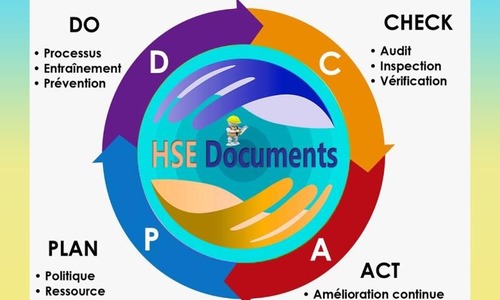 DO
• Processus
• Entraînement
• Prévention
CHECK
• Audit
• Inspection
• Vérification
D
C
HSE Documents
P
A
PLAN
• Politique
• Ressource
ACT
• Amélioration continue